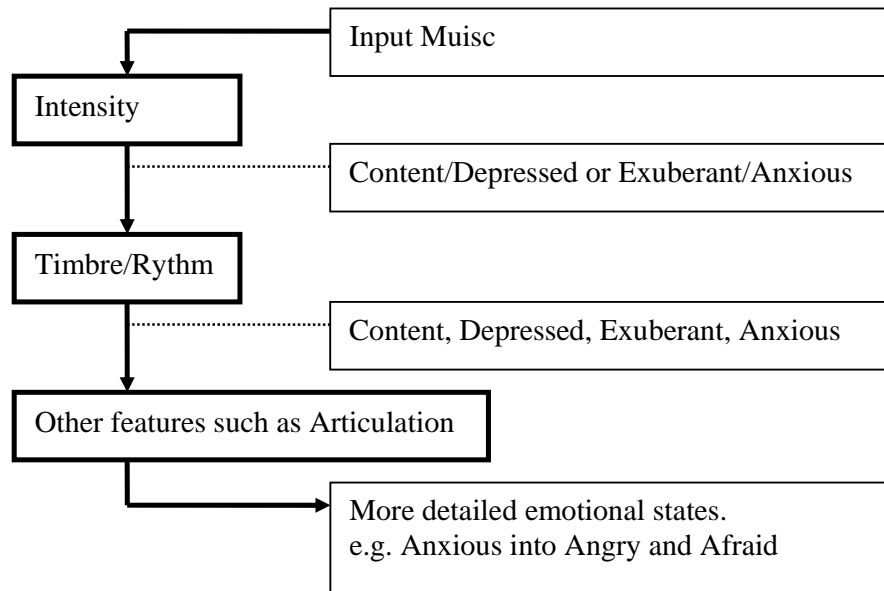 Input Muisc
Intensity
Content/Depressed or Exuberant/Anxious
Timbre/Rythm
Content, Depressed, Exuberant, Anxious
Other features such as Articulation
More detailed emotional states.
e.g. Anxious into Angry and Afraid